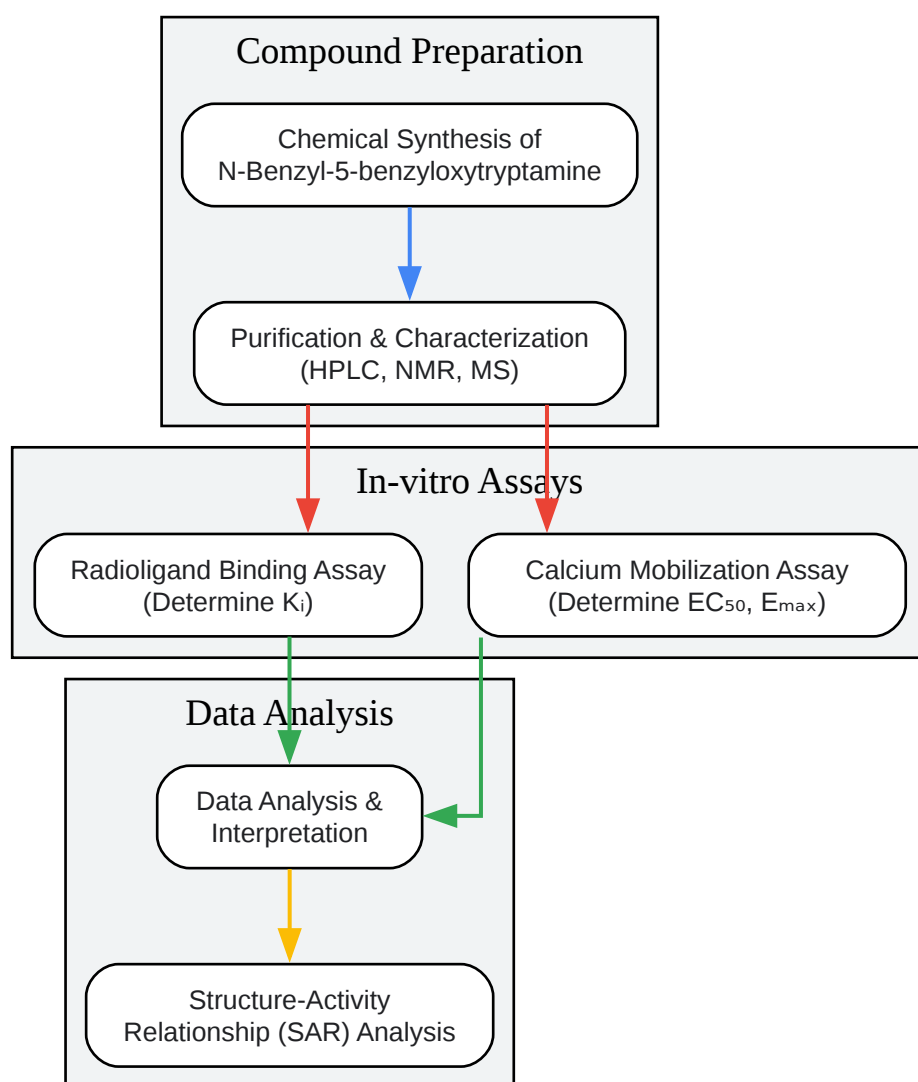 Compound Preparation
Chemical Synthesis of
N-Benzyl-5-benzyloxytryptamine
Purification & Characterization
(HPLC, NMR, MS)
In-vitro Assays
Radioligand Binding Assay
(Determine Kᵢ)
Calcium Mobilization Assay
(Determine EC₅₀, Eₘₐₓ)
Data Analysis
Data Analysis &
Interpretation
Structure-Activity
Relationship (SAR) Analysis